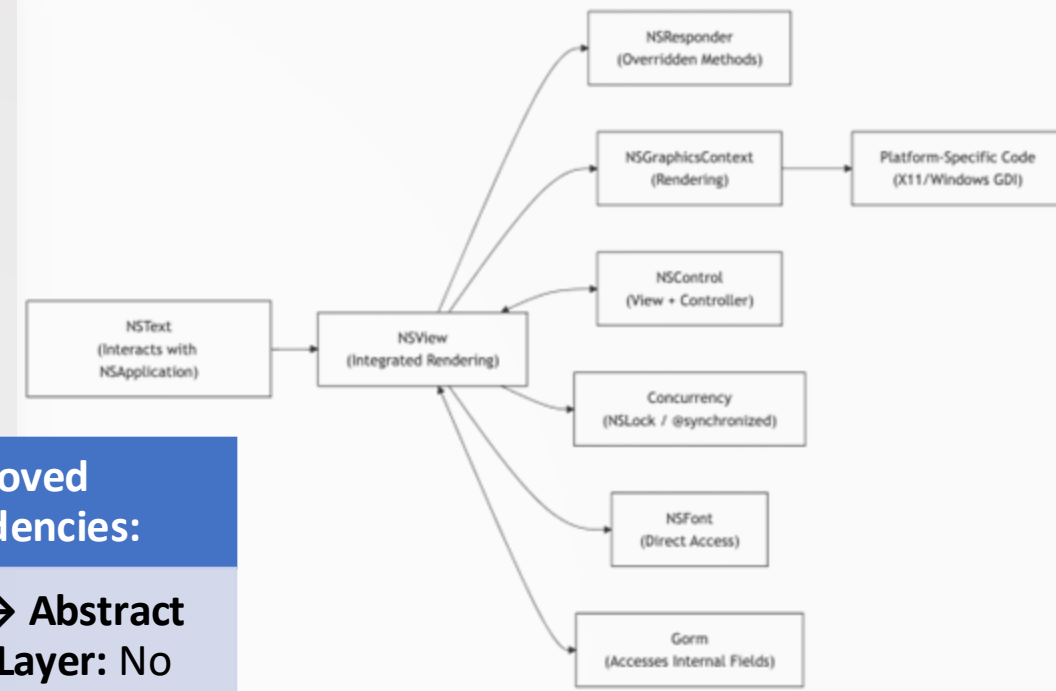 NSResponder
(Overridden Methods)
NSGraphicsContext
(Rendering)
Platform-Specific Code
(X11/Windows GDI)
NSControl
(View + Controller)
NSText
(Interacts with
NSApplication)
NSView
(Integrated Rendering)
Concurrency
(NSLock / @synchronized)
NSFont
(Direct Access)
Gorm
(Accesses Internal Fields)
oved
dencies:
→ Abstract
Layer: No